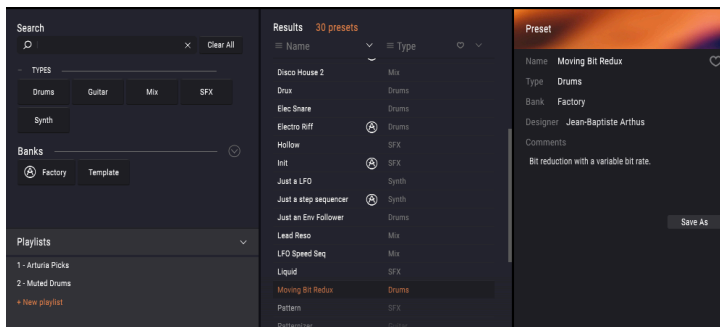 Search
Clear All
TYPES
Drums Guitar Mix SFX
Synth
Banks
Factory Template
Playlists
1 - Arturia Picks
2 - Muted Drums
+ New playlist
Results 30 presets
Name Type
Disco House 2 Mix
Drux Drums
Elec Snare Drums
Electro Riff Drums
Hollow SFX
Init SFX
Just a LFO Synth
Just a step sequencer Synth
Just an Env Follower Drums
Lead Reso Mix
LFO Speed Seq Mix
Liquid SFX
Moving Bit Redux Drums
Pattern SFX
Patternizer Guitar
Preset
Name Moving Bit Redux
Type Drums
Bank Factory
Designer Jean-Baptiste Arthus
Comments
Bit reduction with a variable bit rate.
Save As